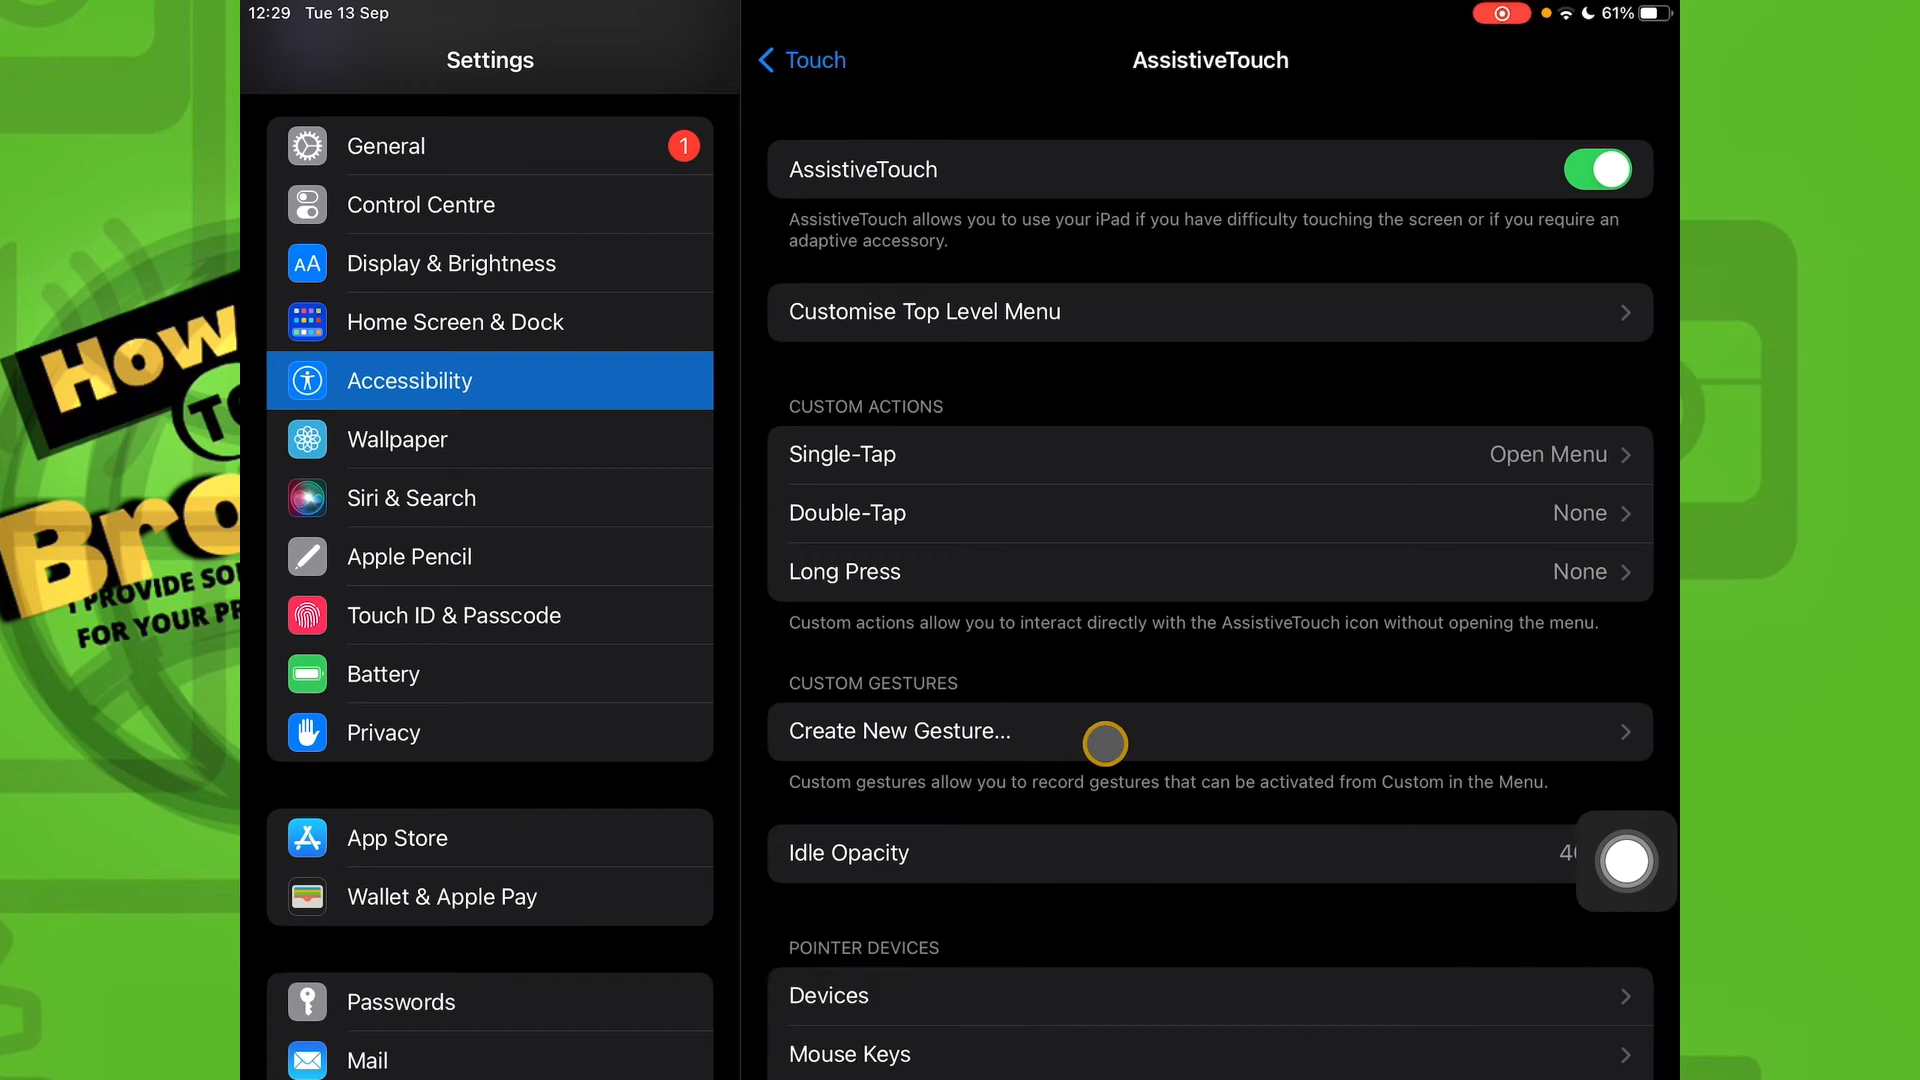 12:29 Tue 13 Sep
61%
Settings
Touch
AssistiveTouch
General
1
Control Centre
AA
Display & Brightness
Home Screen & Dock
Accessibility
Wallpaper
Siri & Search
Apple Pencil
Touch ID & Passcode
Battery
Privacy
App Store
Wallet & Apple Pay
Passwords
Mail
AssistiveTouch
AssistiveTouch allows you to use your iPad if you have difficulty touching the screen or if you require an
adaptive accessory.
Customise Top Level Menu
CUSTOM ACTIONS
Single-Tap Open Menu
Double-Tap None
Long Press None
Custom actions allow you to interact directly with the AssistiveTouch icon without opening the menu.
CUSTOM GESTURES
Create New Gesture...
Custom gestures allow you to record gestures that can be activated from Custom in the Menu.
Idle Opacity
POINTER DEVICES
Devices
Mouse Keys
How
Bro
I PROVIDE
FOR YOUR